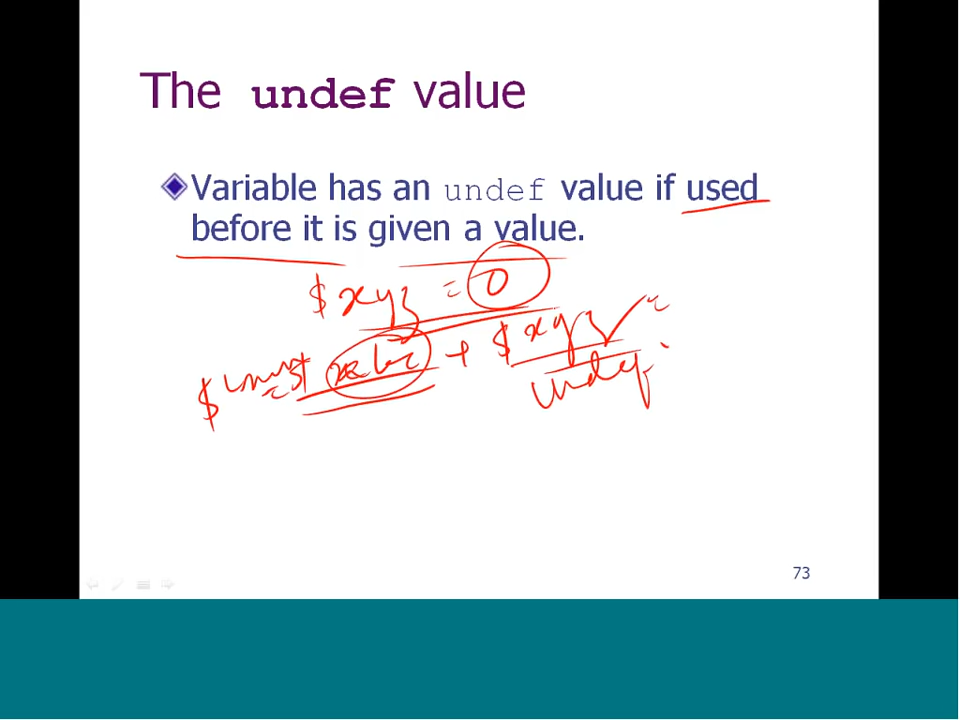 The undef value
Variable has an undef value if used
before it is given a value.
$xyz = 0
$ + $xyz
undef
73